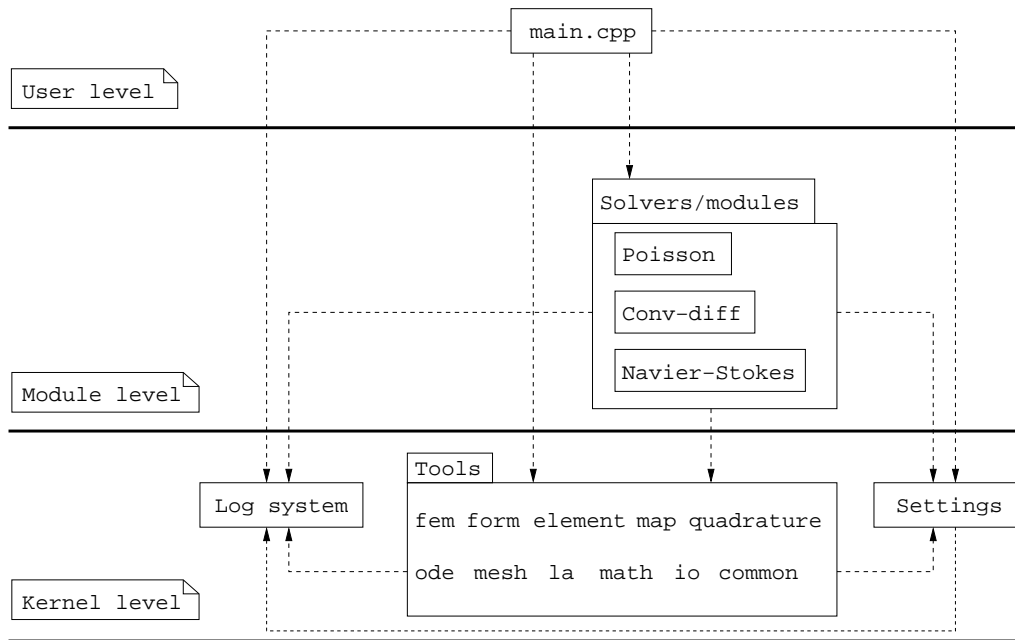 main.cpp
User level
Solvers/modules
Poisson
Conv-diff
Navier-Stokes
Module level
Tools
Log system
fem form element map quadrature
Settings
ode mesh la math io common
Kernel level